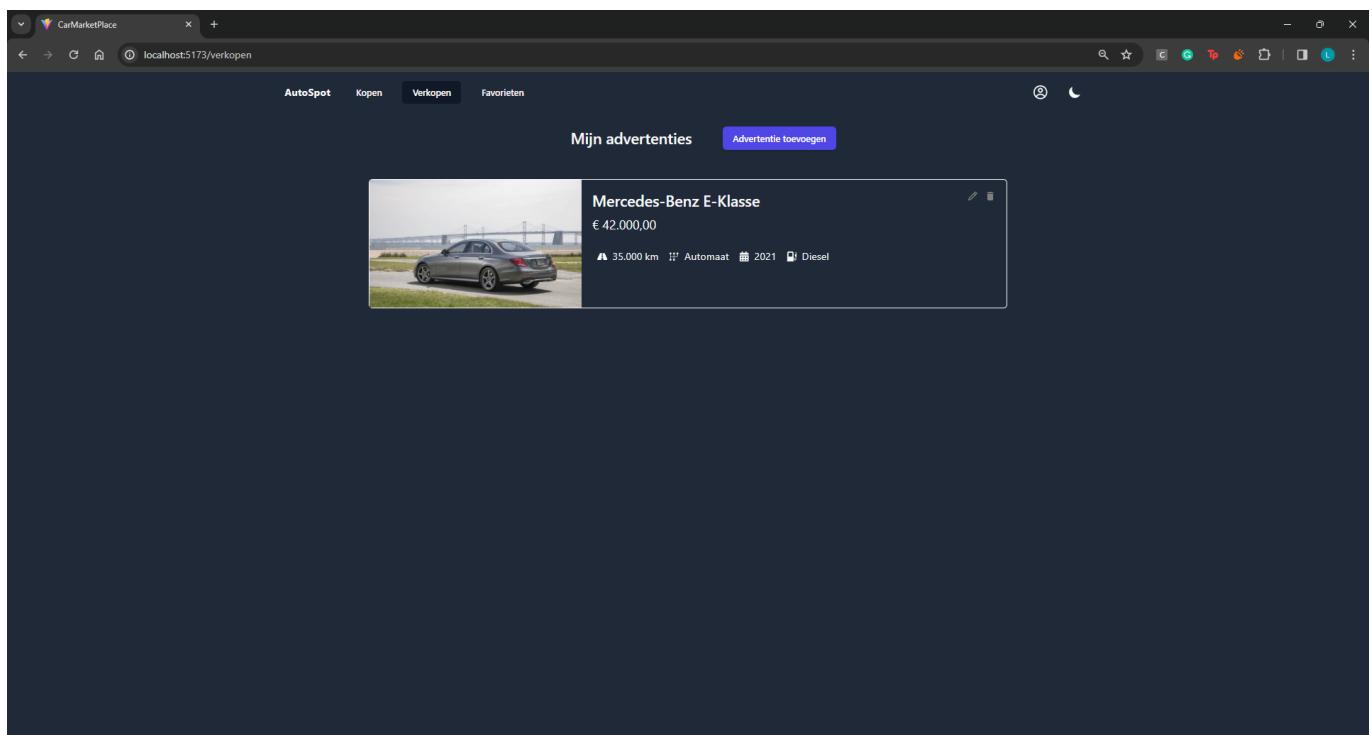 CarMarketPlace
localhost:5173/verkopen
C G Tp L
AutoSpot Kopen Verkopen Favorieten
Mijn advertenties Advertentie toevoegen
Mercedes-Benz E-Klasse
€ 42.000,00
35.000 km Automaat 2021 Diesel